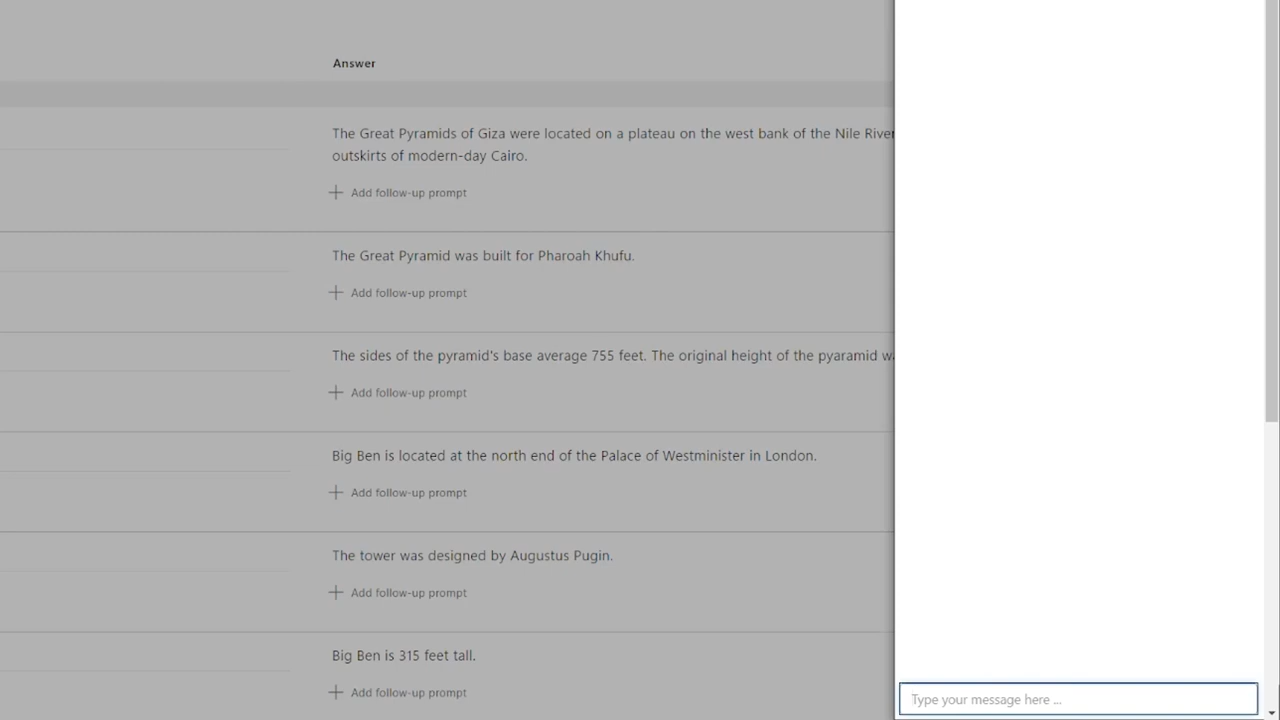 Answer
The Great Pyramids of Giza were located on a plateau on the west bank of the Nile River
outskirts of modern-day Cairo.
Add follow-up prompt
The Great Pyramid was built for Pharoah Khufu.
Add follow-up prompt
The sides of the pyramid's base average 755 feet. The original height of the pyaramid
Add follow-up prompt
Big Ben is located at the north end of the Palace of Westminister in London.
Add follow-up prompt
The tower was designed by Augustus Pugin.
Add follow-up prompt
Big Ben is 315 feet tall.
Add follow-up prompt
Type your message here ...